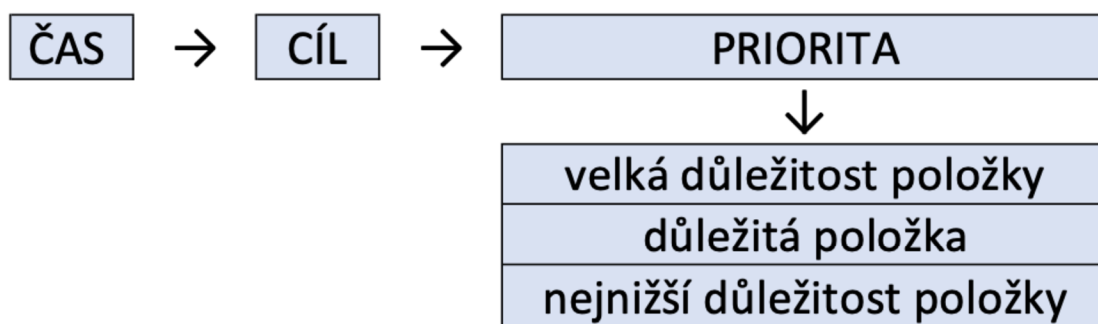 ČAS → CÍL → PRIORITA
↓
velká důležitost položky
důležitá položka
nejnižší důležitost položky